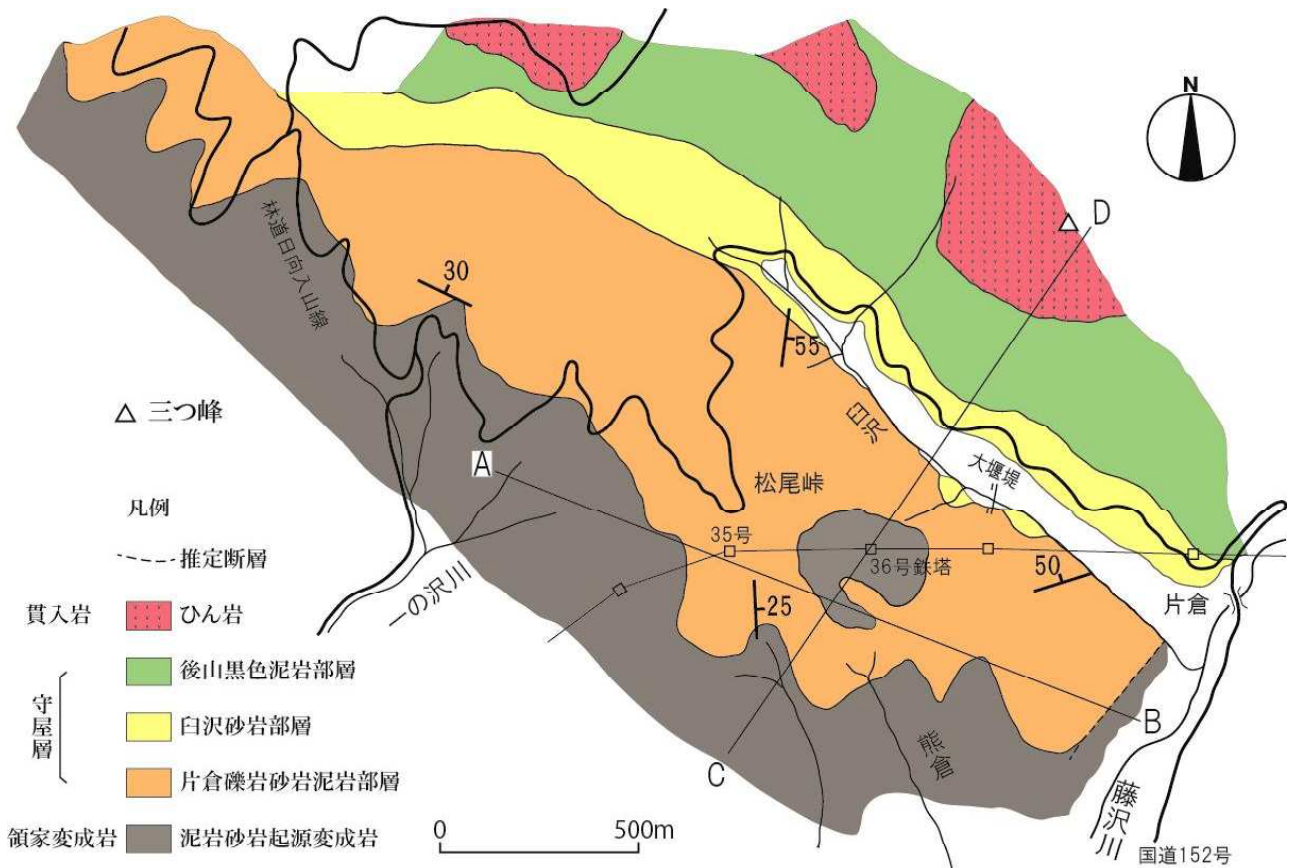 N
D
林道日向入山線
30
55
臼沢
△ 三つ峰
A
松尾峠
大堰堤
凡例
35号
推定断層
36号鉄塔
50
一の沢川
片倉
貫入岩
ひん岩
25
後山黒色泥岩部層
守屋層
臼沢砂岩部層
B
熊倉
C
片倉礫岩砂岩泥岩部層
藤沢川
領家変成岩
泥岩砂岩起源変成岩
0
500m
国道152号